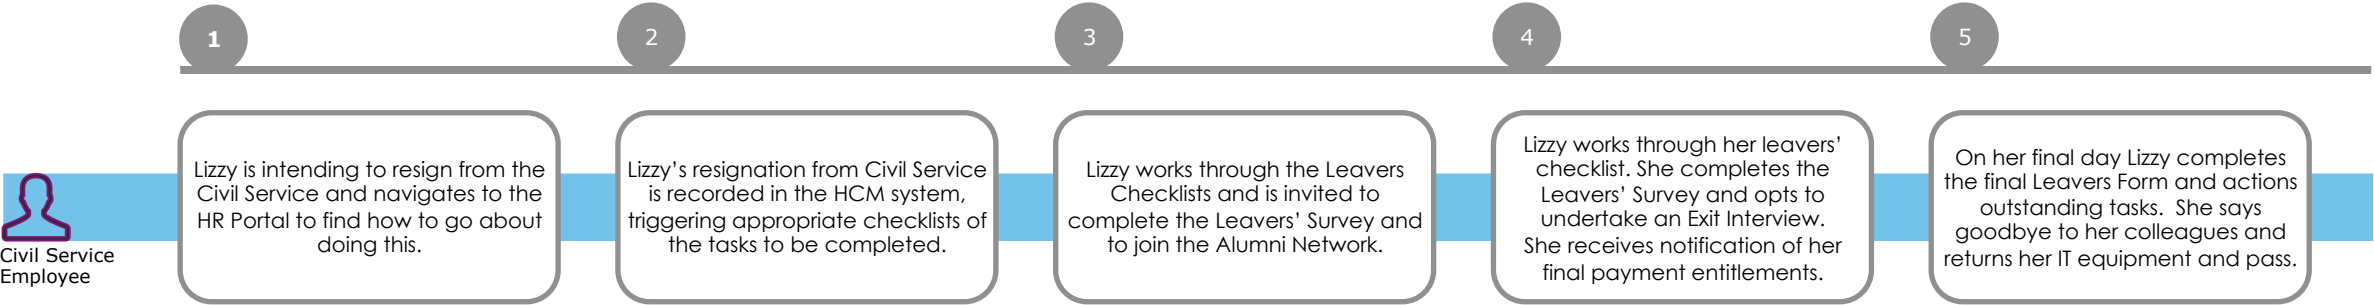 1
2
3
4
5
Civil Service
Employee
Lizzy is intending to resign from the
Civil Service and navigates to the
HR Portal to find how to go about
doing this.
Lizzy’s resignation from Civil Service
is recorded in the HCM system,
triggering appropriate checklists of
the tasks to be completed.
Lizzy works through the Leavers
Checklists and is invited to
complete the Leavers’ Survey and
to join the Alumni Network.
Lizzy works through her leavers’
checklist. She completes the
Leavers’ Survey and opts to
undertake an Exit Interview.
She receives notification of her
final payment entitlements.
On her final day Lizzy completes
the final Leavers Form and actions
outstanding tasks.  She says
goodbye to her colleagues and
returns her IT equipment and pass.